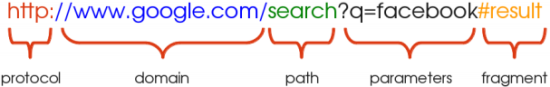 http://www.google.com/search?q=facebook#result
protocol domain path parameters fragment